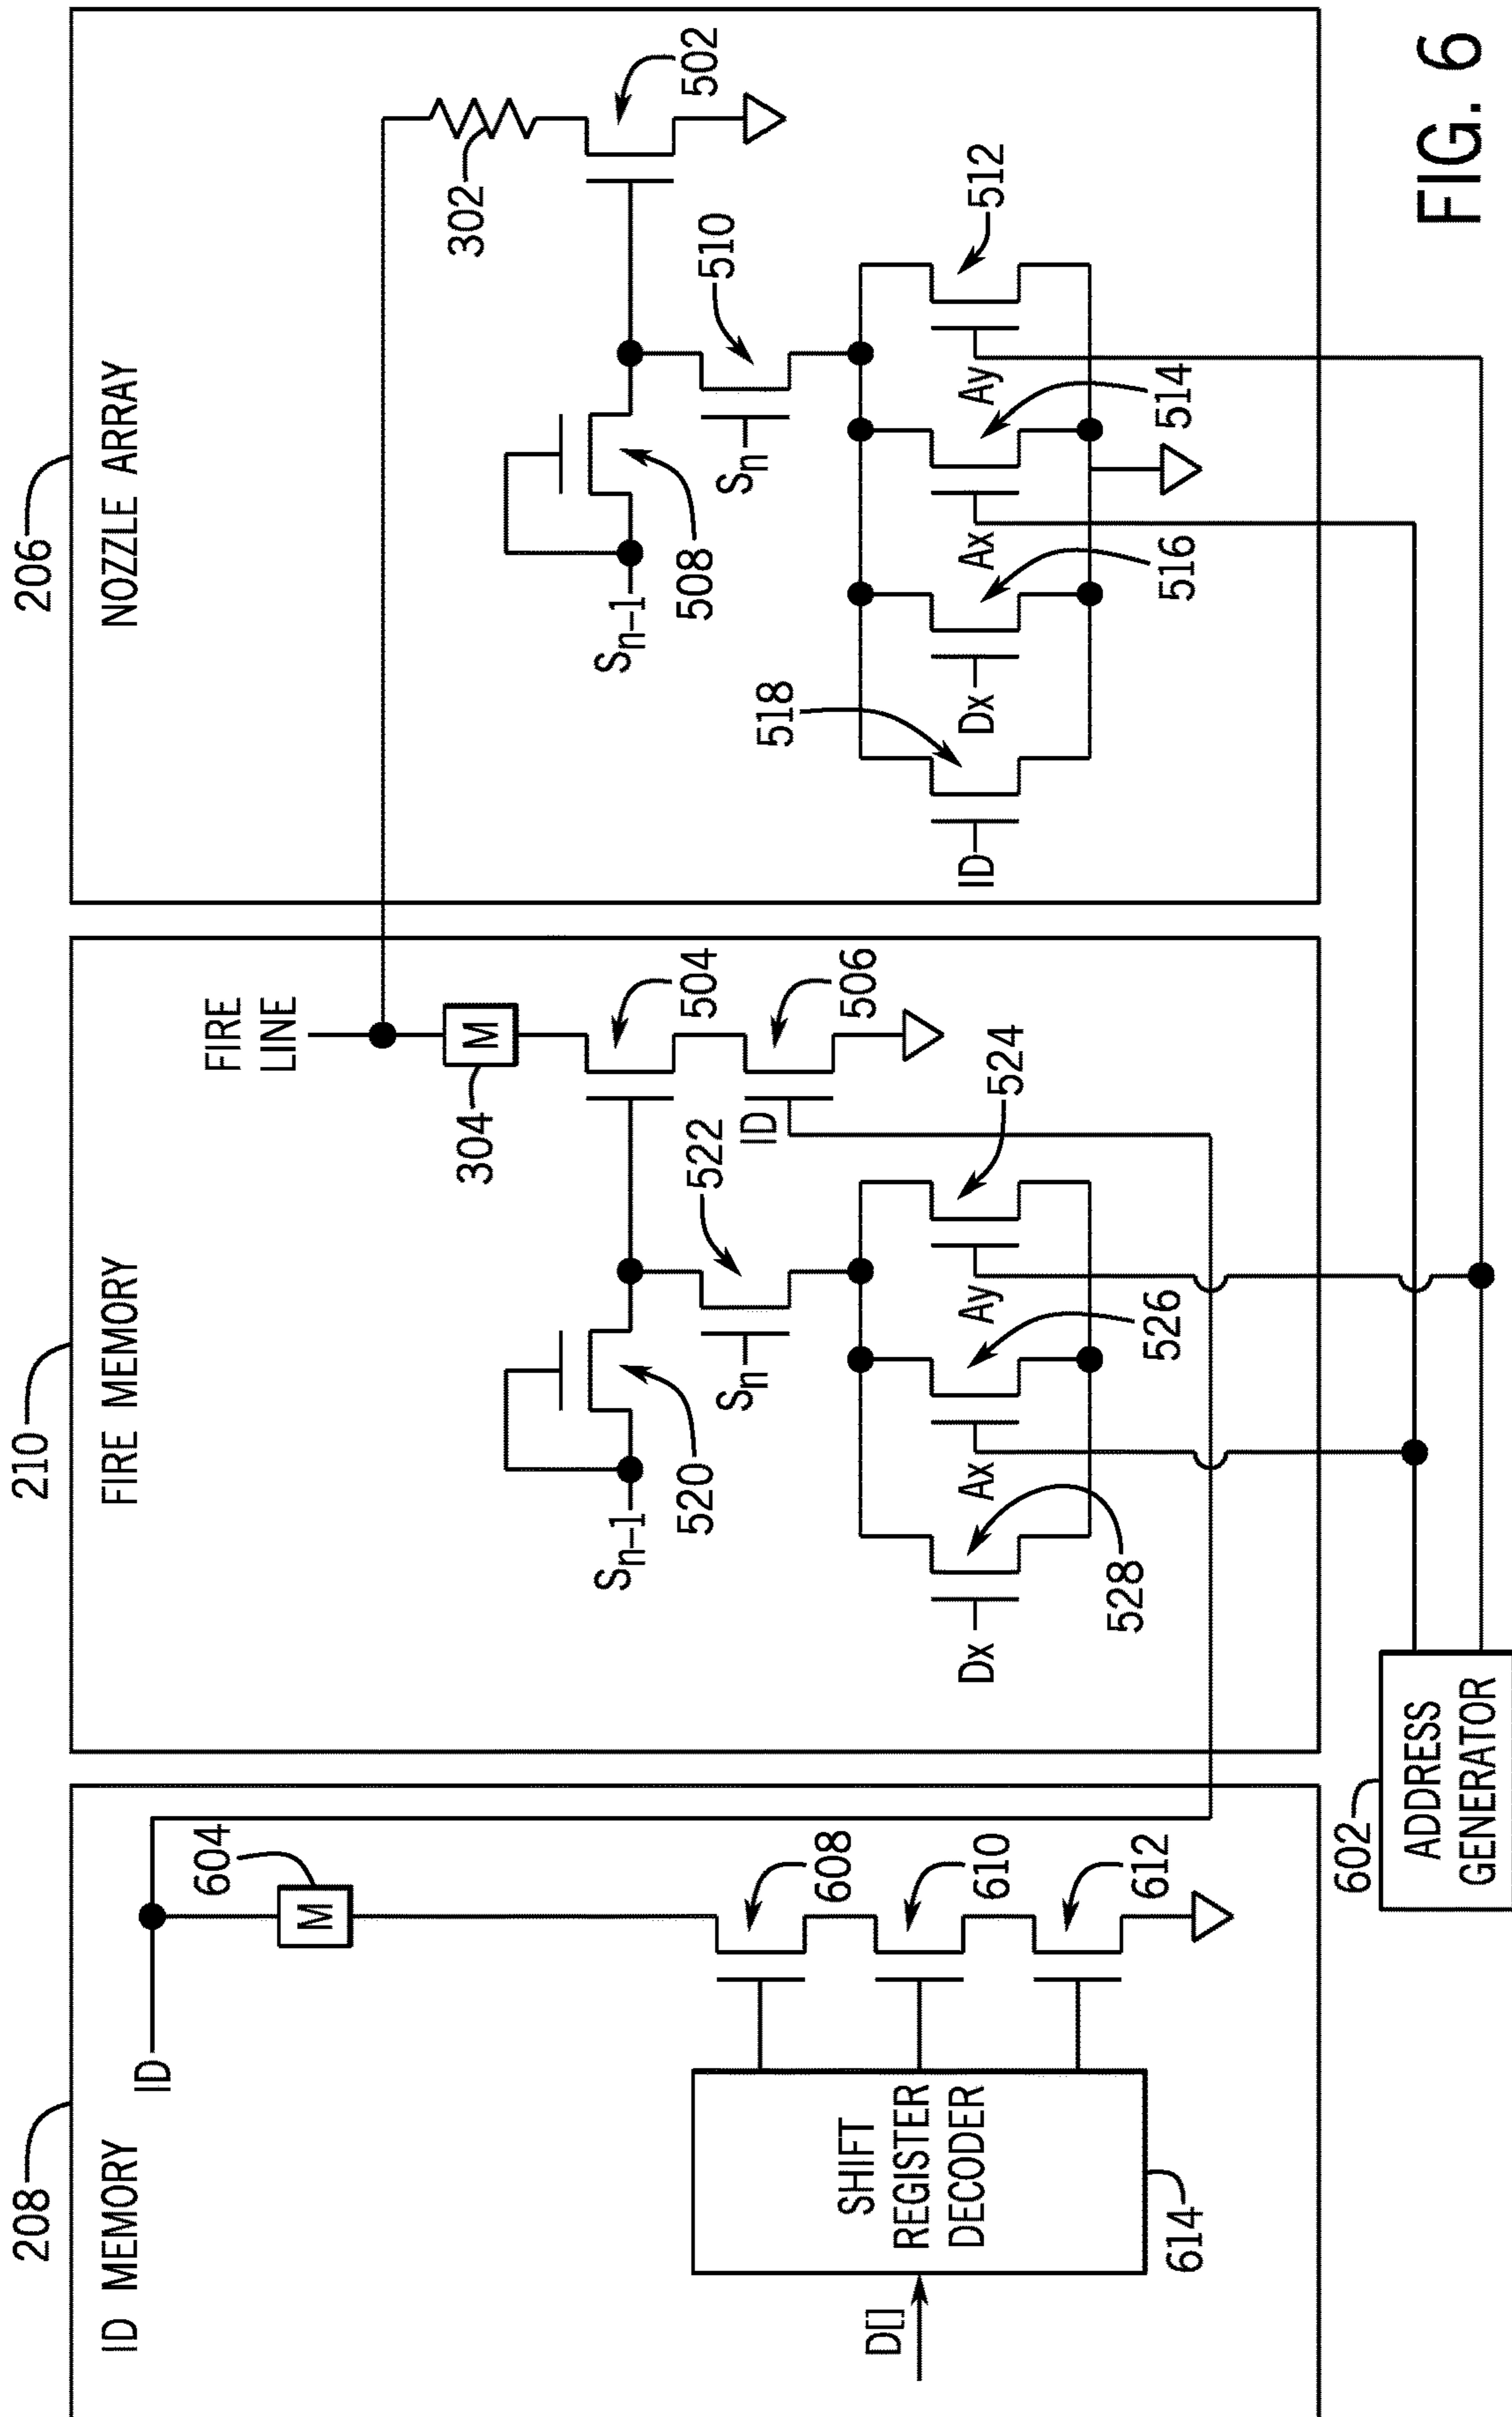 208
ID MEMORY
ID
604
M
608
610
612
SHIFT
REGISTER
DECODER
D[]
614
210
FIRE MEMORY
FIRE
LINE
304
M
504
506
ID
Sn-1
520
Sn
522
524
Ay
526
Ax
528
Dx
206
NOZZLE ARRAY
302
502
Sn-1
508
Sn
510
512
Ay
514
Ax
516
Dx
518
ID
602
ADDRESS
GENERATOR
FIG. 6